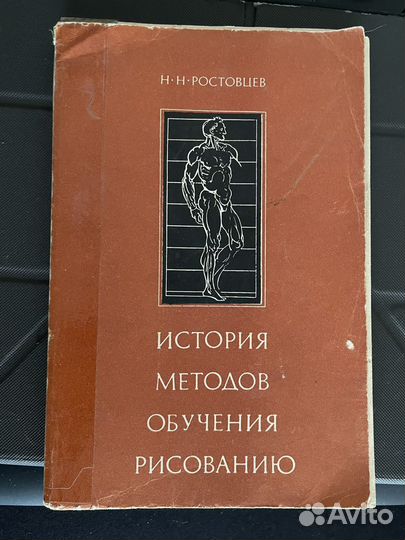 Н·Н·РОСТОВЦЕВ
ИСТОРИЯ
МЕТОДОВ
ОБУЧЕНИЯ
РИСОВАНИЮ
Avito